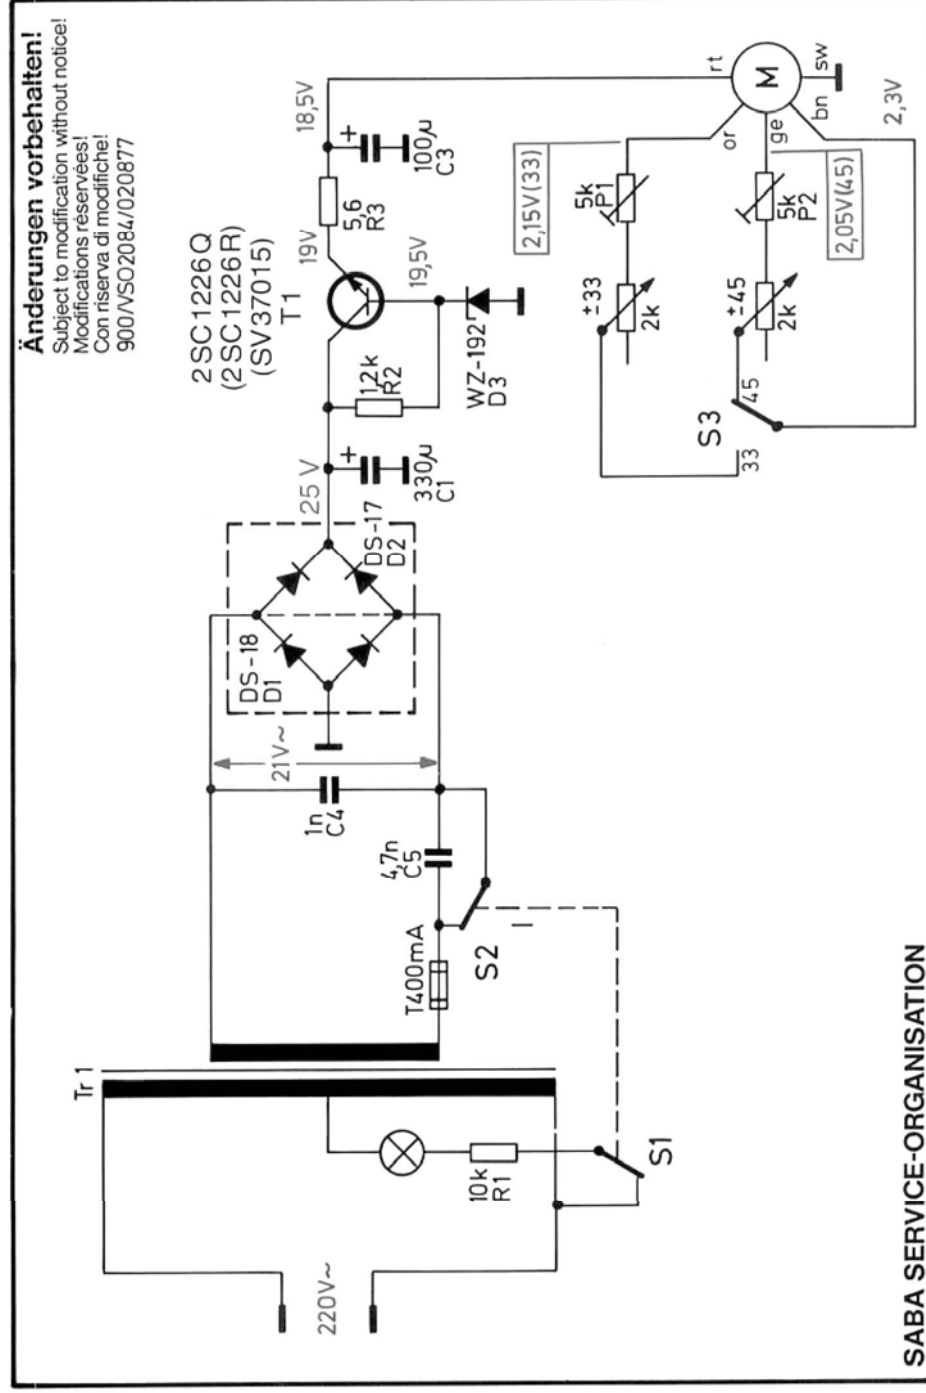 Änderungen vorbehalten!
Subject to modification without notice!
Modifications réservées!
Con riserva di modifiche!
900/VSO2084/020877
Tr 1
220V~
10k
R1
S1
T400mA
S2
I
4,7n
C5
1n
C4
21V~
DS-18
D1
DS-17
D2
25 V
+
330µ
C1
1,2k
R2
2SC1226Q
(2SC1226R)
(SV37015)
T1
WZ-192
D3
19,5V
19V
5,6
R3
18,5V
+
100µ
C3
M
rt
sw
or
ge
bn
2,3V
2,15V(33)
5k
P1
2,05V(45)
5k
P2
±33
2k
±45
2k
S3
45
33
SABA SERVICE-ORGANISATION